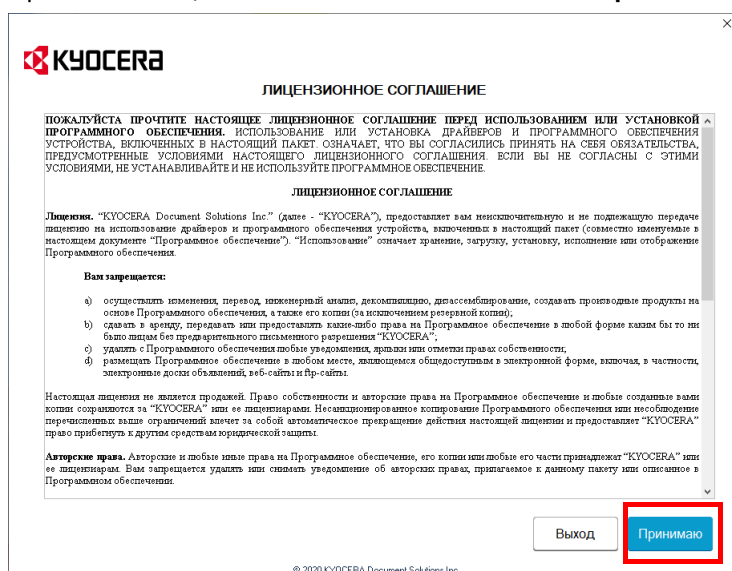 KYOCERA
ЛИЦЕНЗИОННОЕ СОГЛАШЕНИЕ
ПОЖАЛУЙСТА ПРОЧТИТЕ НАСТОЯЩЕЕ ЛИЦЕНЗИОННОЕ СОГЛАШЕНИЕ ПЕРЕД ИСПОЛЬЗОВАНИЕМ ИЛИ УСТАНОВКОЙ
ПРОГРАММНОГО ОБЕСПЕЧЕНИЯ. ИСПОЛЬЗОВАНИЕ ИЛИ УСТАНОВКА ДРАЙВЕРОВ И ПРОГРАММНОГО ОБЕСПЕЧЕНИЯ
УСТРОЙСТВА, ВКЛЮЧЕННЫХ В НАСТОЯЩИЙ ПАКЕТ. ОЗНАЧАЕТ, ЧТО ВЫ СОГЛАСИЛИСЬ ПРИНЯТЬ НА СЕБЯ ОБЯЗАТЕЛЬСТВА,
ПРЕДУСМОТРЕННЫЕ УСЛОВИЯМИ НАСТОЯЩЕГО ЛИЦЕНЗИОННОГО СОГЛАШЕНИЯ. ЕСЛИ ВЫ НЕ СОГЛАСНЫ С ЭТИМИ
УСЛОВИЯМИ, НЕ УСТАНАВЛИВАЙТЕ И НЕ ИСПОЛЬЗУЙТЕ ПРОГРАММНОЕ ОБЕСПЕЧЕНИЕ.
ЛИЦЕНЗИОННОЕ СОГЛАШЕНИЕ
Лицензия. “KYOCERA Document Solutions Inc.” (далее - “KYOCERA”), предоставляет вам неисключительную и не подлежащую передаче
лицензию на использование драйверов и программного обеспечения устройства, включенных в настоящий пакет (совместно именуемых в
настоящем документе “Программное обеспечение”). “Использование” означает хранение, загрузку, установку, исполнение или отображение
Программного обеспечения.
Вам запрещается:
a) осуществлять изменения, перевод, инженерный анализ, декомпиляцию, дизассемблирование, создавать производные продукты на
основе Программного обеспечения, а также его копии (за исключением резервной копии);
b) сдавать в аренду, передавать или предоставлять какие-либо права на Программное обеспечение в любой форме каким бы то ни
было лицам без предварительного письменного разрешения “KYOCERA”;
c) удалять с Программного обеспечения любые уведомления, ярлыки или отметки правах собственности;
d) размещать Программное обеспечение в любом месте, являющемся общедоступным в электронной форме, включая, в частности,
электронные доски объявлений, веб-сайты и ftp-сайты.
Настоящая лицензия не является продажей. Право собственности и авторские права на Программное обеспечение и любые созданные вами
копии сохраняются за “KYOCERA” или ее лицензиарами. Несанкционированное копирование Программного обеспечения или несоблюдение
перечисленных выше ограничений влечет за собой автоматическое прекращение действия настоящей лицензии и предоставляет “KYOCERA”
право прибегнуть к другим средствам юридической защиты.
Авторские права. Авторские и любые иные права на Программное обеспечение, его копии или любые его части принадлежат “KYOCERA” или
ее лицензиарам. Вам запрещается удалять или снимать уведомление об авторских правах, прилагаемое к данному пакету или описанное в
Программном обеспечении.
Выход
Принимаю
© 2020 KYOCERA Document Solutions Inc.